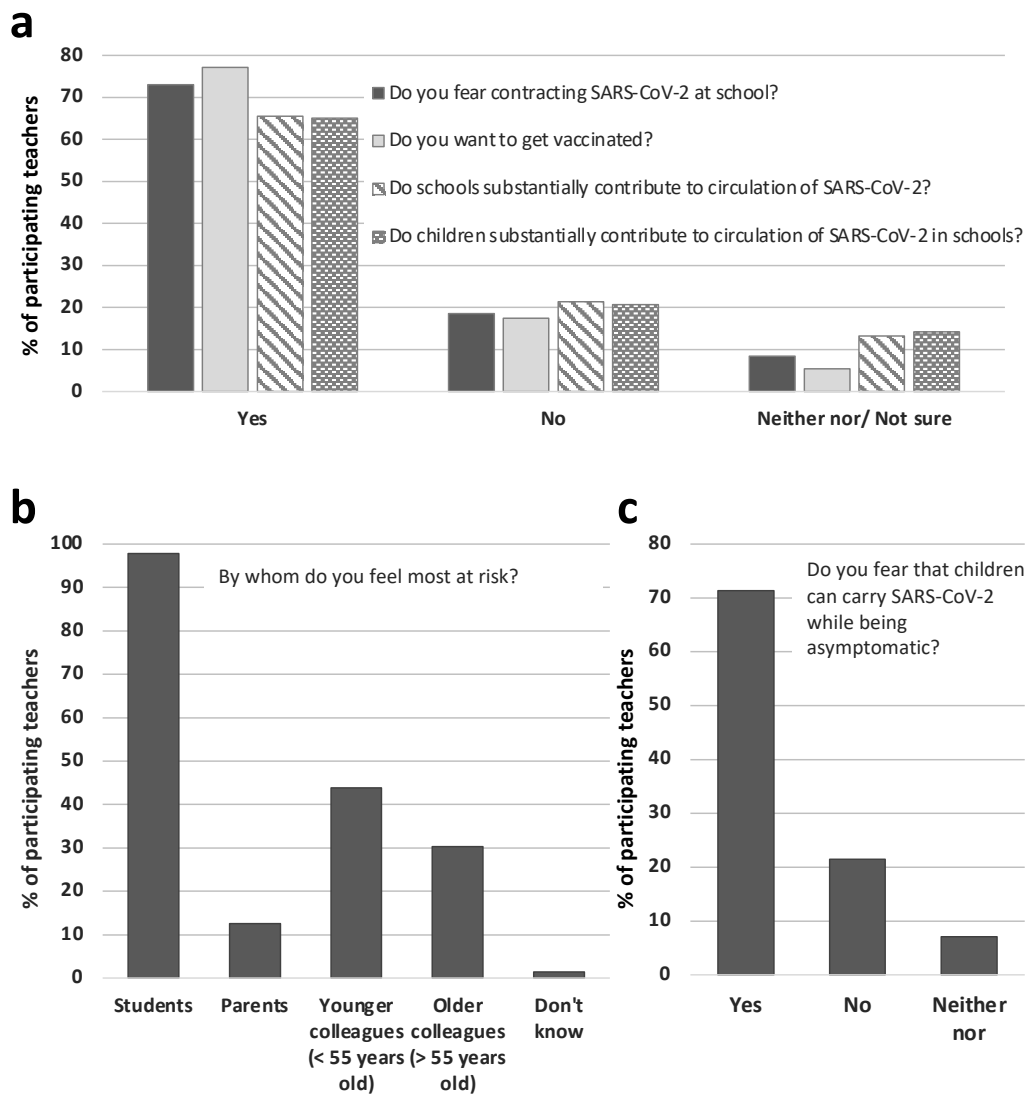 a
80
70
60
50
40
30
20
10
0
% of participating teachers
Do you fear contracting SARS-CoV-2 at school?
Do you want to get vaccinated?
Do schools substantially contribute to circulation of SARS-CoV-2?
Do children substantially contribute to circulation of SARS-CoV-2 in schools?
Yes
No
Neither nor/ Not sure
b
100
90
80
70
60
50
40
30
20
10
0
% of participating teachers
By whom do you feel most at risk?
Students
Parents
Younger
colleagues
(< 55 years
old)
Older
colleagues
(> 55 years
old)
Don't
know
c
80
70
60
50
40
30
20
10
0
% of participating teachers
Do you fear that children
can carry SARS-CoV-2
while being
asymptomatic?
Yes
No
Neither
nor